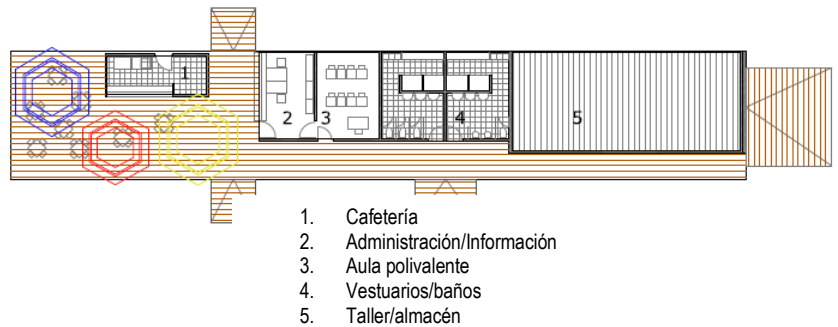 1
2
3
4
5
1. Cafetería
2. Administración/Información
3. Aula polivalente
4. Vestuarios/baños
5. Taller/almacén